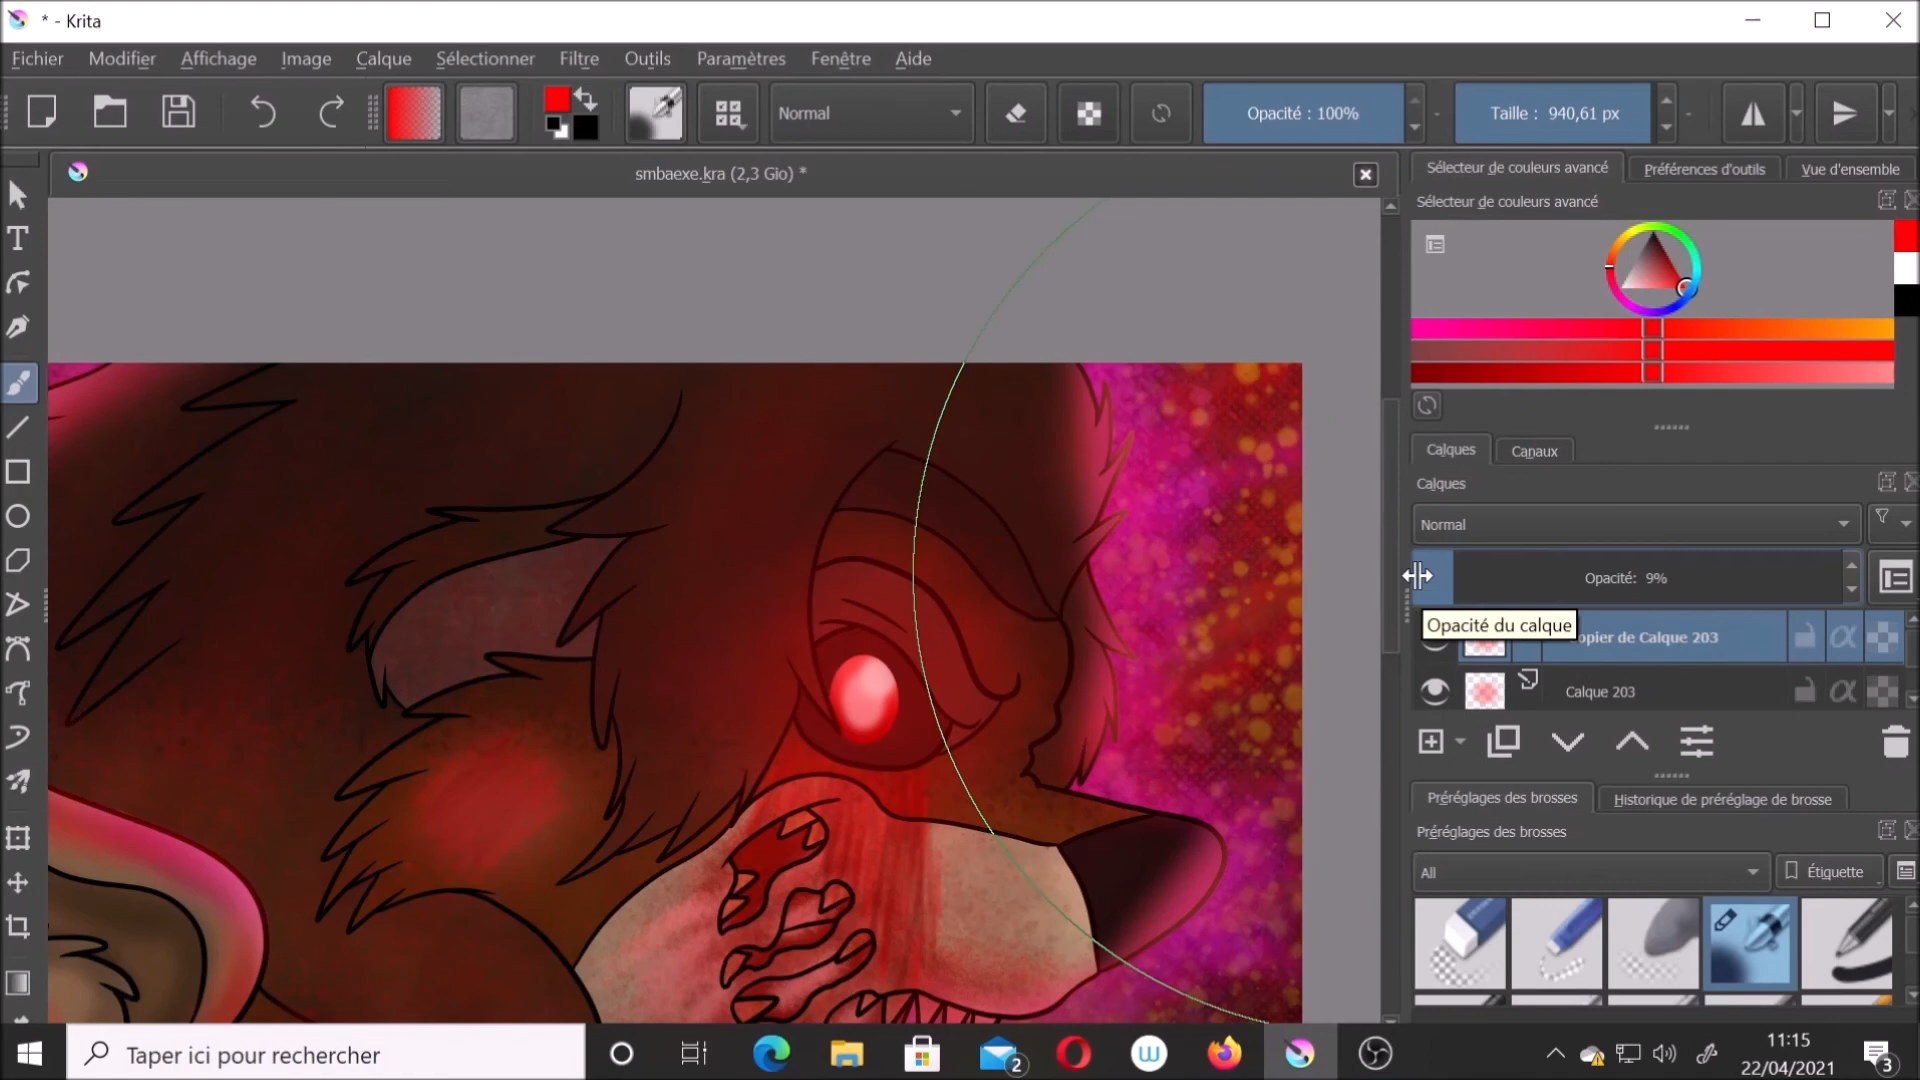 * - Krita
Fichier Modifier Affichage Image Calque Sélectionner Filtre Outils Paramètres Fenêtre Aide
Normal Opacité : 100% Taille : 940,61 px
smbaexe.kra (2,3 Gio) *
Sélecteur de couleurs avancé Préférences d'outils Vue d'ensemble
Sélecteur de couleurs avancé
Calques Canaux
Calques
Normal
Opacité: 9%
Opacité du calque
opier de Calque 203
Calque 203
Préréglages des brosses Historique de préréglage de brosse
Préréglages des brosses
All Étiquette
Taper ici pour rechercher
2
11:15
22/04/2021
3